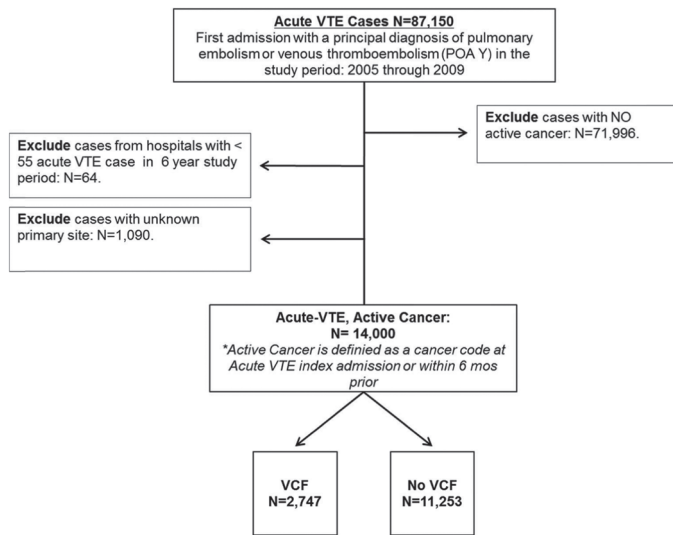 Acute VTE Cases N=87,150
First admission with a principal diagnosis of pulmonary
embolism or venous thromboembolism (POA Y) in
the study period: 2005 through 2009
Exclude cases with NO
active cancer: N=71,996.
Exclude cases from hospitals with <
55 acute VTE case in 6 year study
period: N=64.
Exclude cases with unknown
primary site: N=1,090.
Acute-VTE, Active Cancer:
N= 14,000
*Active Cancer is definied as a cancer code at
Acute VTE index admission or within 6 mos
prior
VCF
N=2,747
No VCF
N=11,253